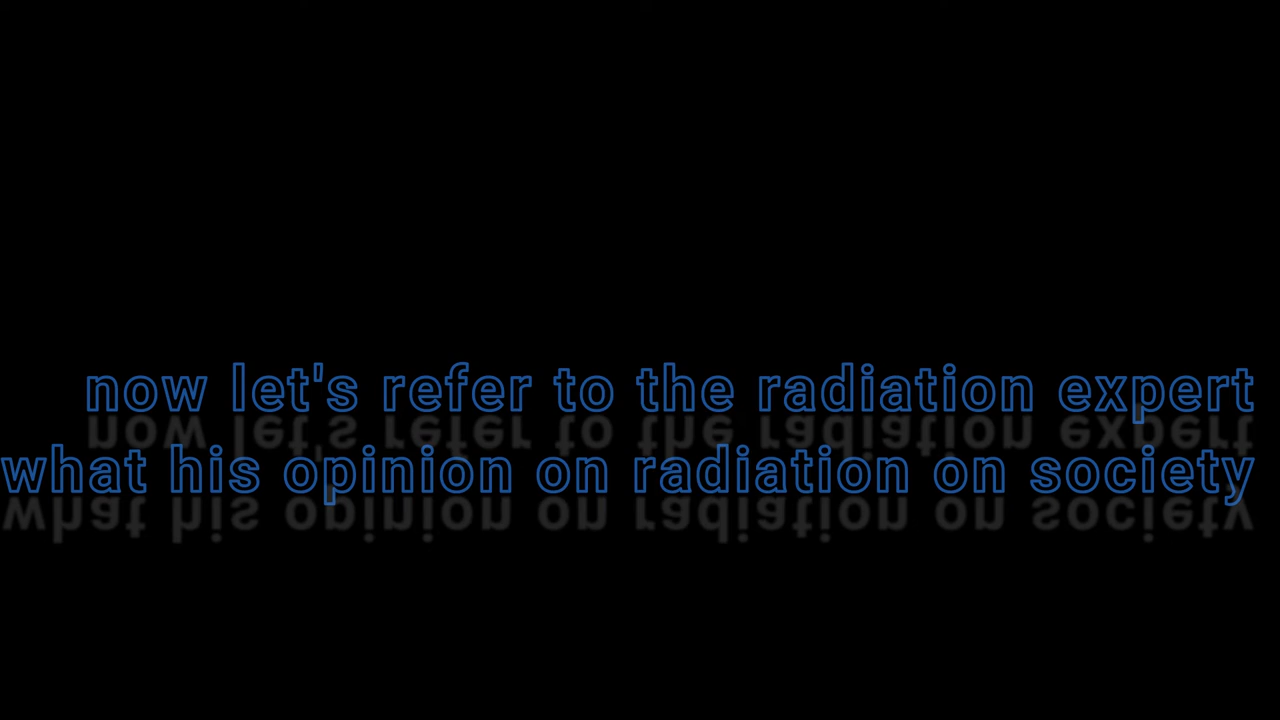 now let's refer to the radiation expert
what his opinion on radiation on society